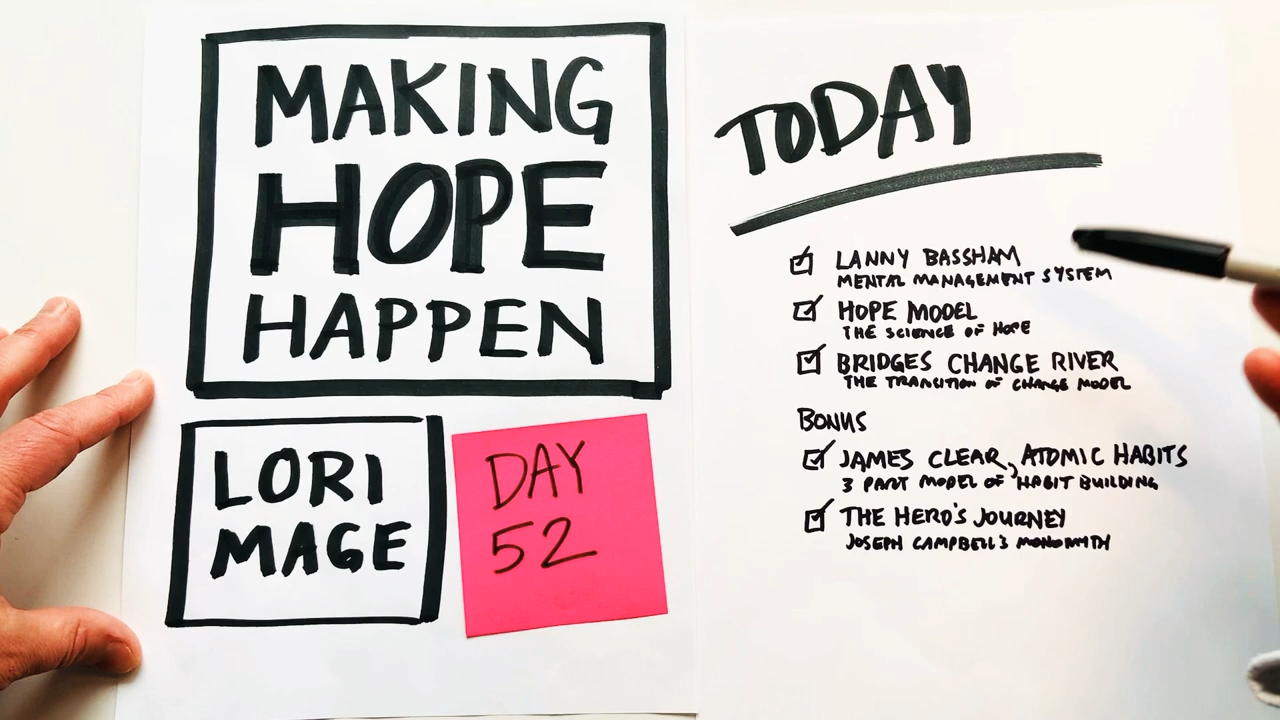 MAKING
HOPE
HAPPEN
LORI
MAGE
DAY
52
TODAY
LANNY BASSHAM
MENTAL MANAGEMENT SYSTEM
HOPE MODEL
THE SCIENCE OF HOPE
BRIDGES CHANGE RIVER
THE TRANSITION OF CHANGE MODEL
BONUS
JAMES CLEAR, ATOMIC HABITS
3 PART MODEL OF HABIT BUILDING
THE HERO'S JOURNEY
JOSEPH CAMPBELL'S MONOMYTH